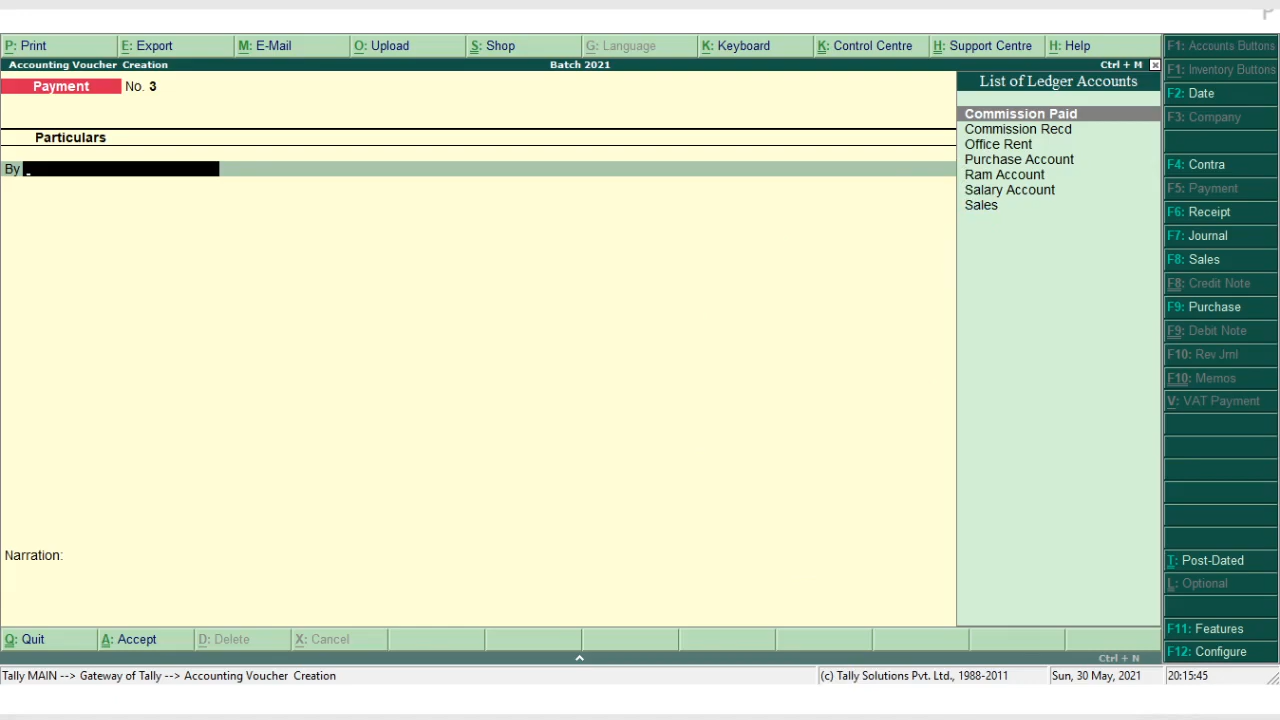 P
P: Print E: Export M: E-Mail O: Upload S: Shop G: Language K: Keyboard K: Control Centre H: Support Centre H: Help
F1: Accounts Buttons
Accounting Voucher Creation Batch 2021 Ctrl + M
F1: Inventory Buttons
Payment No. 3
List of Ledger Accounts
F2: Date
Commission Paid
F3: Company
Commission Recd
Particulars
Office Rent
Purchase Account
By
F4: Contra
Ram Account
Salary Account
F5: Payment
Sales
F6: Receipt
F7: Journal
F8: Sales
F8: Credit Note
F9: Purchase
F9: Debit Note
F10: Rev Jrnl
F10: Memos
V: VAT Payment
Narration:
T: Post-Dated
L: Optional
F11: Features
Q: Quit A: Accept D: Delete X: Cancel
F12: Configure
Ctrl + N
Tally MAIN --> Gateway of Tally --> Accounting Voucher Creation (c) Tally Solutions Pvt. Ltd., 1988-2011 Sun, 30 May, 2021 20:15:45